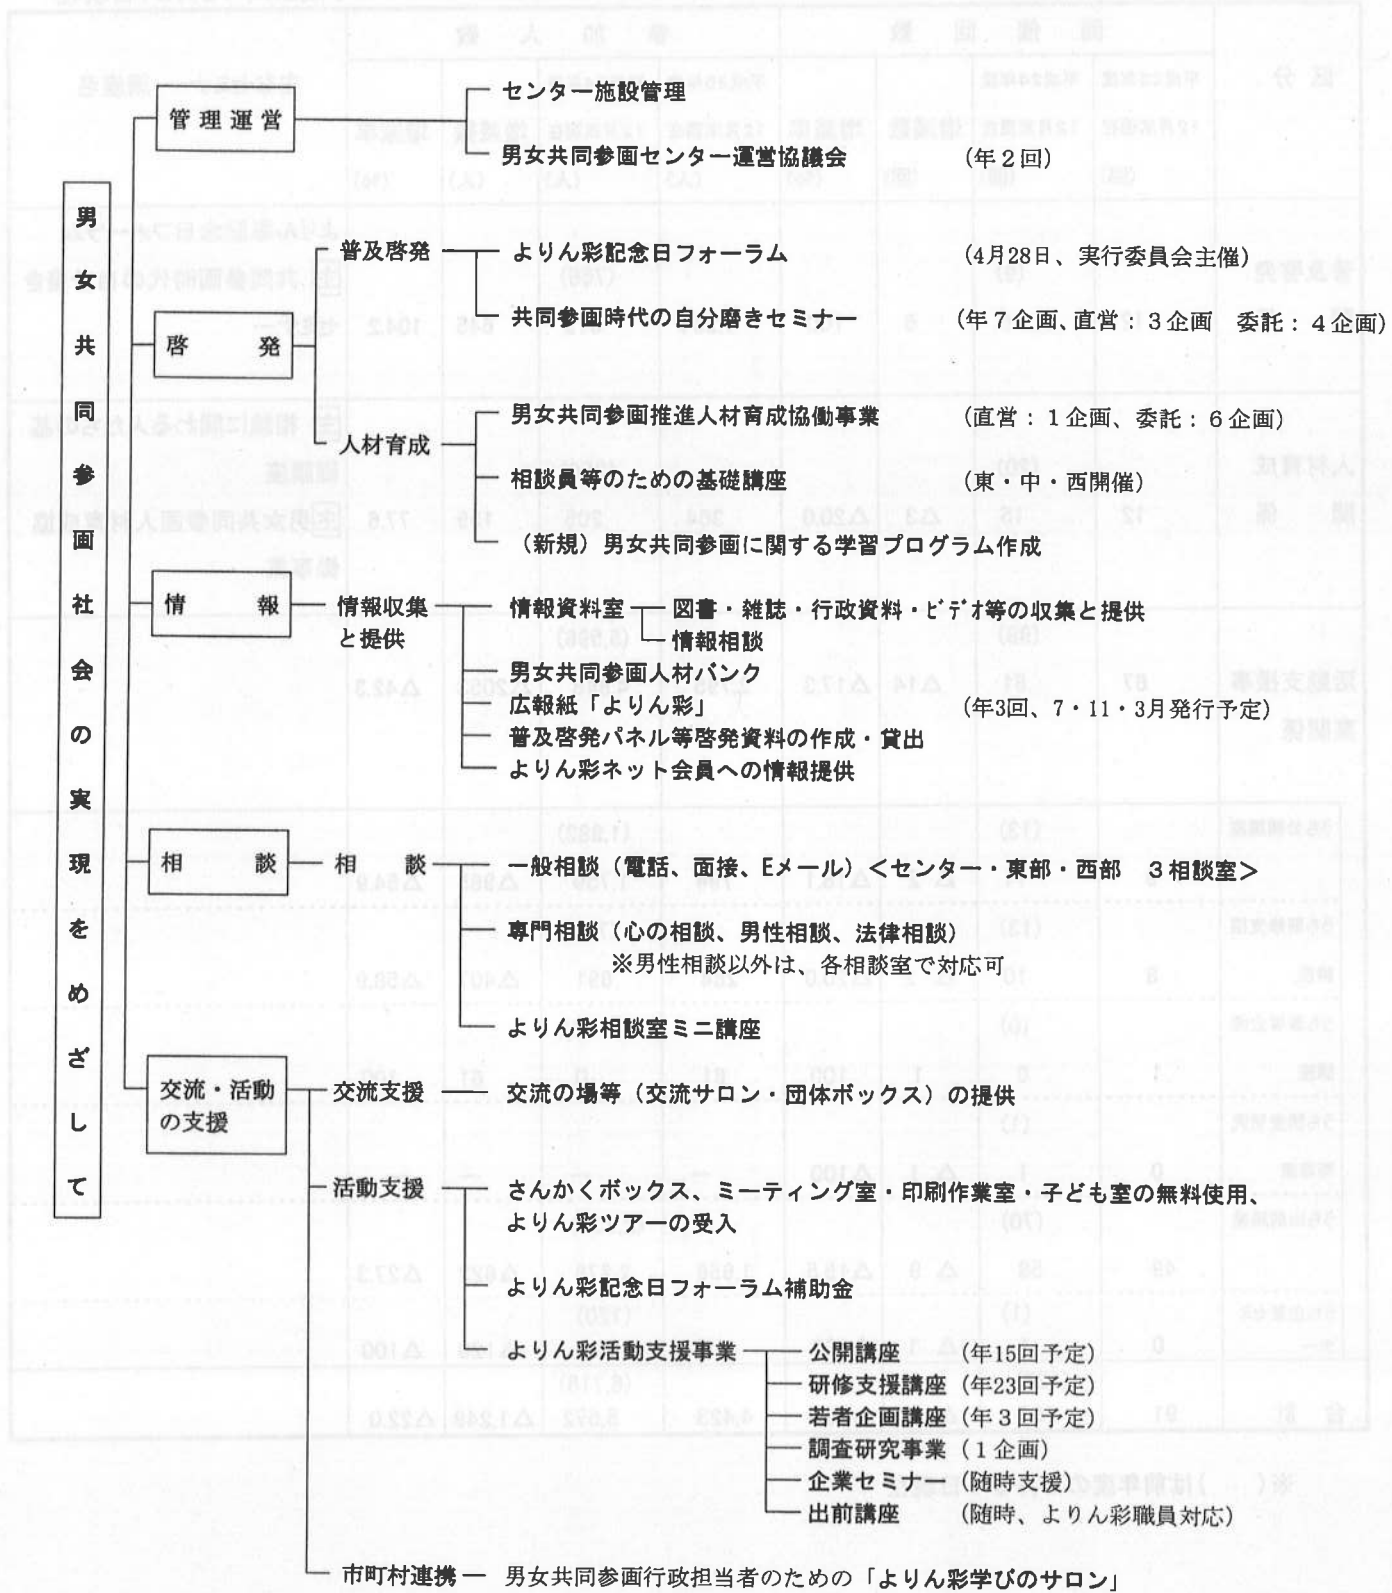 男女共同参画社会の実現をめざして
管理運営
センター施設管理
男女共同参画センター運営協議会 (年2回)
啓 発
普及啓発
よりん彩記念日フォーラム (4月28日、実行委員会主催)
共同参画時代の自分磨きセミナー (年7企画、直営:3企画 委託:4企画)
人材育成
男女共同参画推進人材育成協働事業 (直営:1企画、委託:6企画)
相談員等のための基礎講座 (東・中・西開催)
(新規)男女共同参画に関する学習プログラム作成
情 報
情報収集
と提供
情報資料室
図書・雑誌・行政資料・ビデオ等の収集と提供
情報相談
男女共同参画人材バンク
広報紙「よりん彩」 (年3回、7・11・3月発行予定)
普及啓発パネル等啓発資料の作成・貸出
よりん彩ネット会員への情報提供
相 談
相 談
一般相談(電話、面接、Eメール)<センター・東部・西部 3相談室>
専門相談(心の相談、男性相談、法律相談)
※男性相談以外は、各相談室で対応可
よりん彩相談室ミニ講座
交流・活動
の支援
交流支援
交流の場等(交流サロン・団体ボックス)の提供
活動支援
さんかくボックス、ミーティング室・印刷作業室・子ども室の無料使用、
よりん彩ツアーの受入
よりん彩記念日フォーラム補助金
よりん彩活動支援事業
公開講座 (年15回予定)
研修支援講座 (年23回予定)
若者企画講座 (年3回予定)
調査研究事業 (1企画)
企業セミナー (随時支援)
出前講座 (随時、よりん彩職員対応)
市町村連携
男女共同参画行政担当者のための「よりん彩学びのサロン」